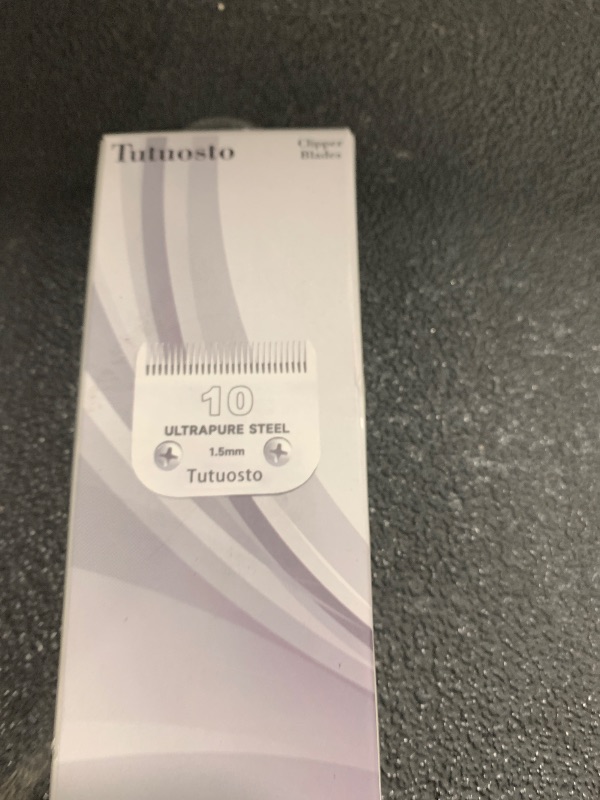 Tutuosto
Clipper
Blades
10
ULTRAPURE STEEL
1.5mm
Tutuosto